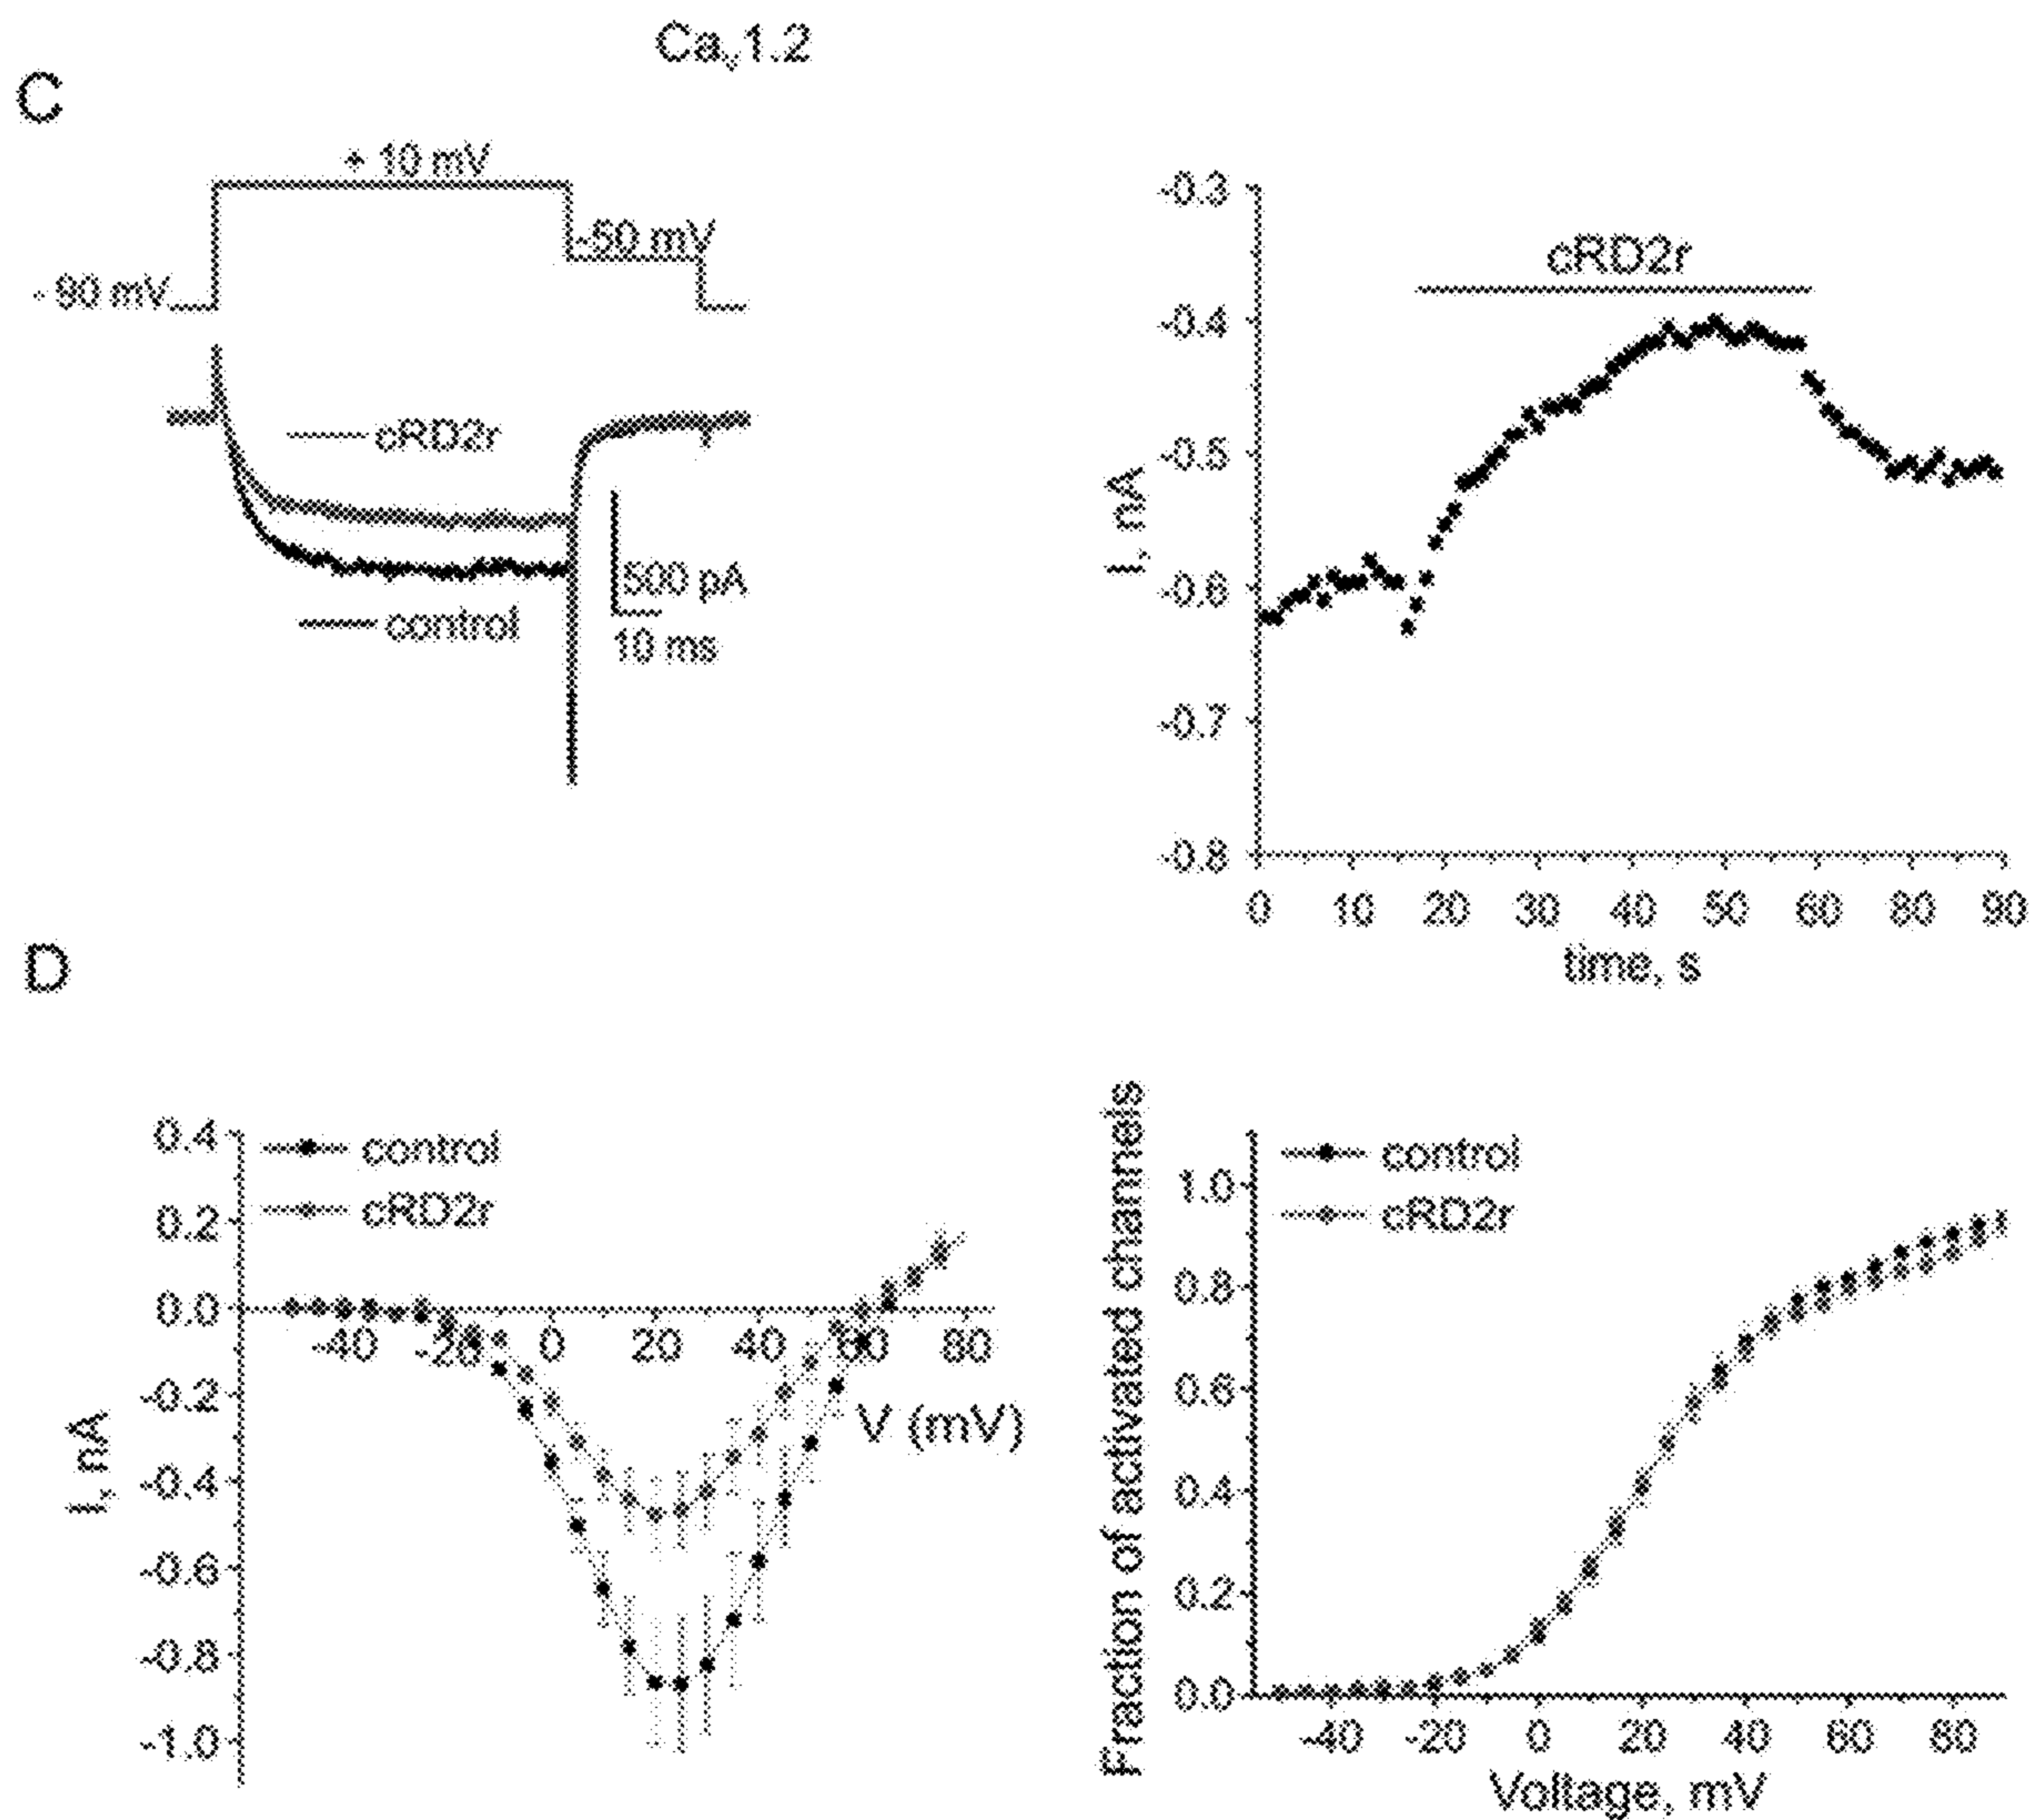 Cav1.2
C
+ 10 mV
-50 mV
- 90 mV
cRD2r
control
500 pA
10 ms
cRD2r
-0.3
-0.4
-0.5
-0.6
-0.7
-0.8
I, nA
0 10 20 30 40 50 60 80 90
time, s
D
control
cRD2r
0.4
0.2
0.0
-0.2
-0.4
-0.6
-0.8
-1.0
I, nA
-40 -20 0 20 40 60 80
V (mV)
control
cRD2r
Fraction of activated channels
1.0
0.8
0.6
0.4
0.2
0.0
-40 -20 0 20 40 60 80
Voltage, mV